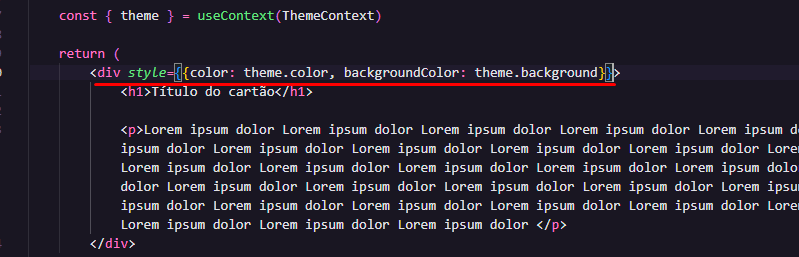 const { theme } = useContext(ThemeContext)
return (
<div style={{color: theme.color, backgroundColor: theme.background}}>
<h1>Título do cartão</h1>
<p>Lorem ipsum dolor Lorem ipsum dolor Lorem ipsum dolor Lorem ipsum dolor Lorem ipsum d
ipsum dolor Lorem ipsum dolor Lorem ipsum dolor Lorem ipsum dolor Lorem ipsum dolor Lore
Lorem ipsum dolor Lorem ipsum dolor Lorem ipsum dolor Lorem ipsum dolor Lorem ipsum dolo
dolor Lorem ipsum dolor Lorem ipsum dolor Lorem ipsum dolor Lorem ipsum dolor Lorem ipsu
ipsum dolor Lorem ipsum dolor Lorem ipsum dolor Lorem ipsum dolor Lorem ipsum dolor Lore
Lorem ipsum dolor Lorem ipsum dolor Lorem ipsum dolor </p>
</div>